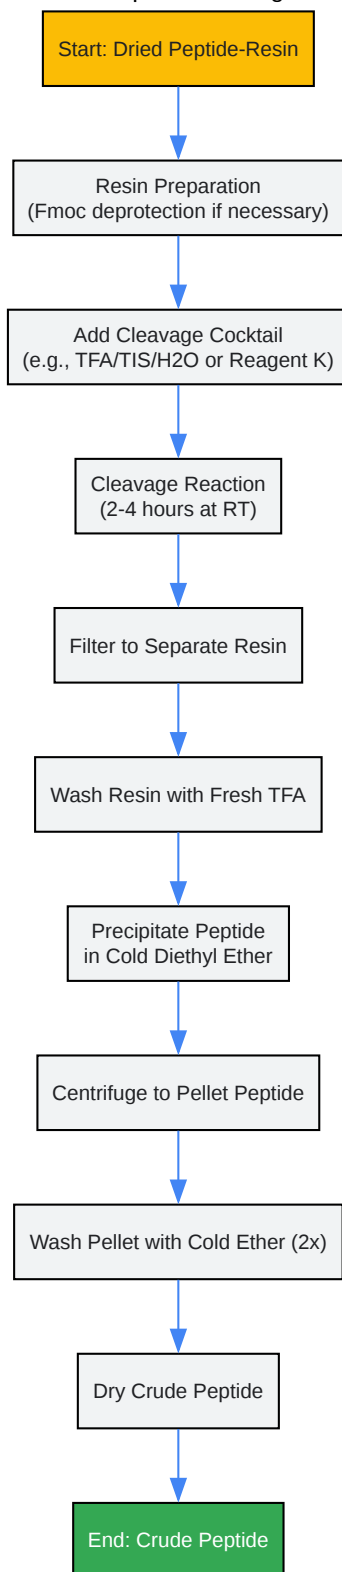 Start: Dried Peptide-Resin
Resin Preparation
(Fmoc deprotection if necessary)
Add Cleavage Cocktail
(e.g., TFA/TIS/H2O or Reagent K)
Cleavage Reaction
(2-4 hours at RT)
Filter to Separate Resin
Wash Resin with Fresh TFA
Precipitate Peptide
in Cold Diethyl Ether
Centrifuge to Pellet Peptide
Wash Pellet with Cold Ether (2x)
Dry Crude Peptide
End: Crude Peptide